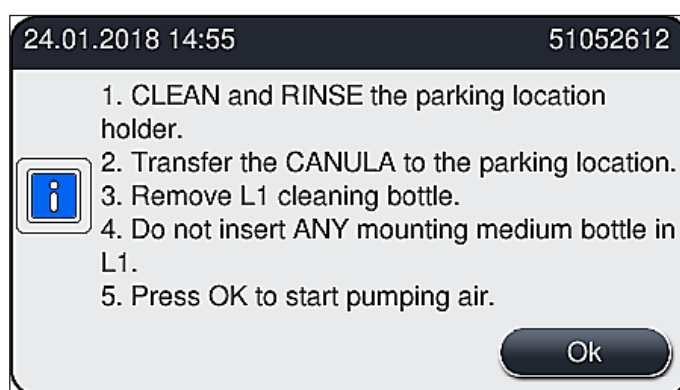 24.01.2018 14:55 51052612
1. CLEAN and RINSE the parking location
holder.
2. Transfer the CANULA to the parking location.
3. Remove L1 cleaning bottle.
4. Do not insert ANY mounting medium bottle in
L1.
5. Press OK to start pumping air.
i
Ok